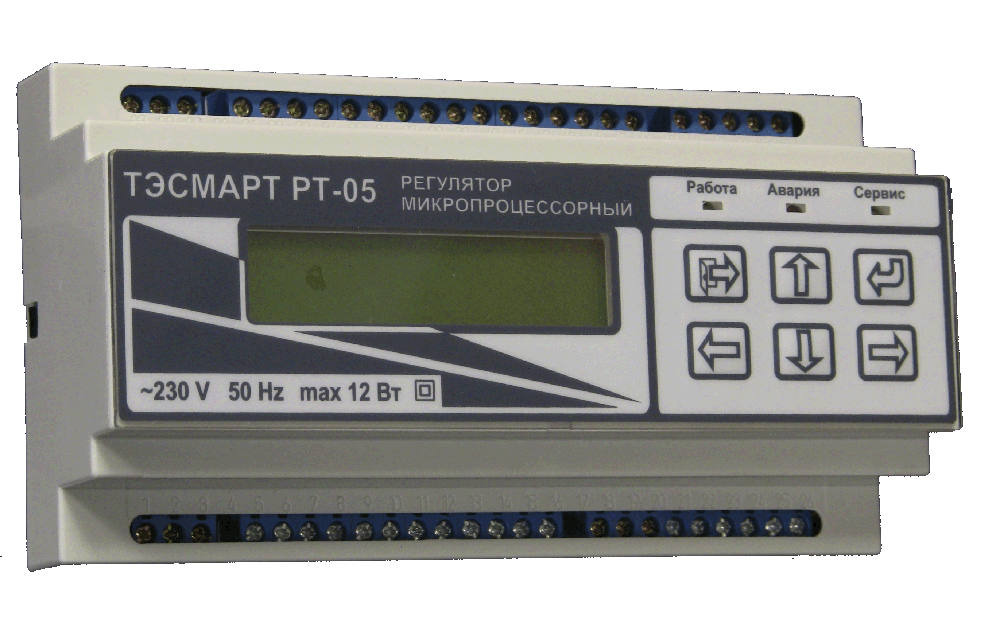 ТЭСМАРТ РТ-05
РЕГУЛЯТОР
МИКРОПРОЦЕССОРНЫЙ
Работа Авария Сервис
~230 V 50 Hz max 12 Вт
1 2 3 4 5 6 7 8 9 10 11 12 13 14 15 16 17 18 19 20 21 22 23 24 25 26